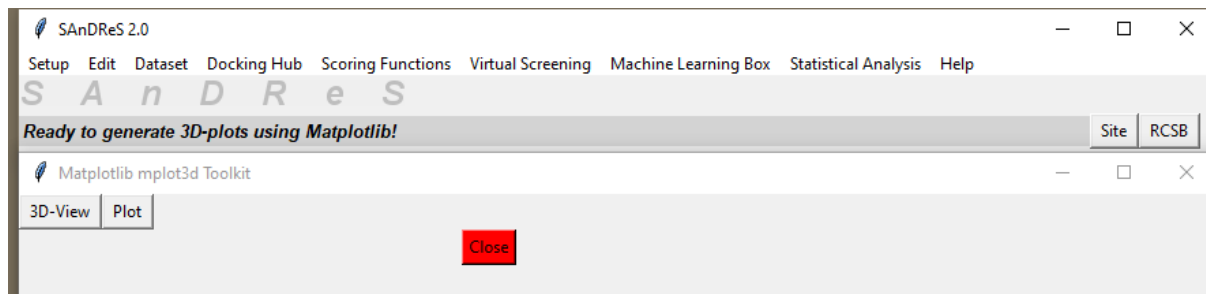 SAnDReS 2.0
Setup Edit Dataset Docking Hub Scoring Functions Virtual Screening Machine Learning Box Statistical Analysis Help
S A n D R e S
Ready to generate 3D-plots using Matplotlib! Site RCSB
Matplotlib mplot3d Toolkit
3D-View Plot
Close